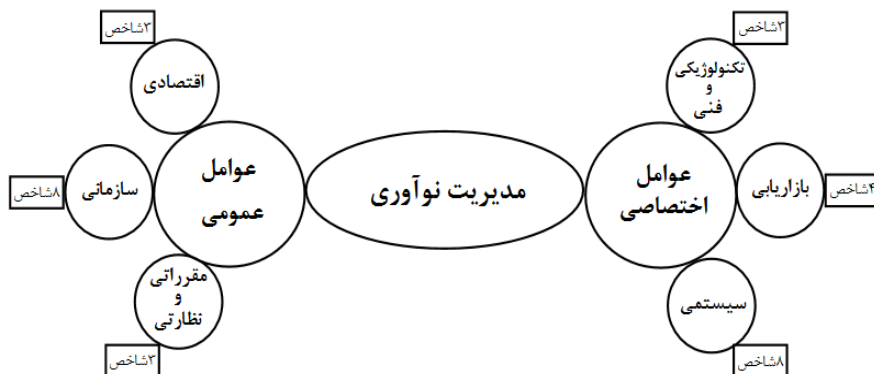 ۳شاخص
تکنولوژیکی
و
فنی
عوامل
اختصاصی
بازاریابی
۴شاخص
سیستمی
۸شاخص
مدیریت نوآوری
۳شاخص
اقتصادی
عوامل
عمومی
سازمانی
۸شاخص
مقرراتی
و
نظارتی
۳شاخص